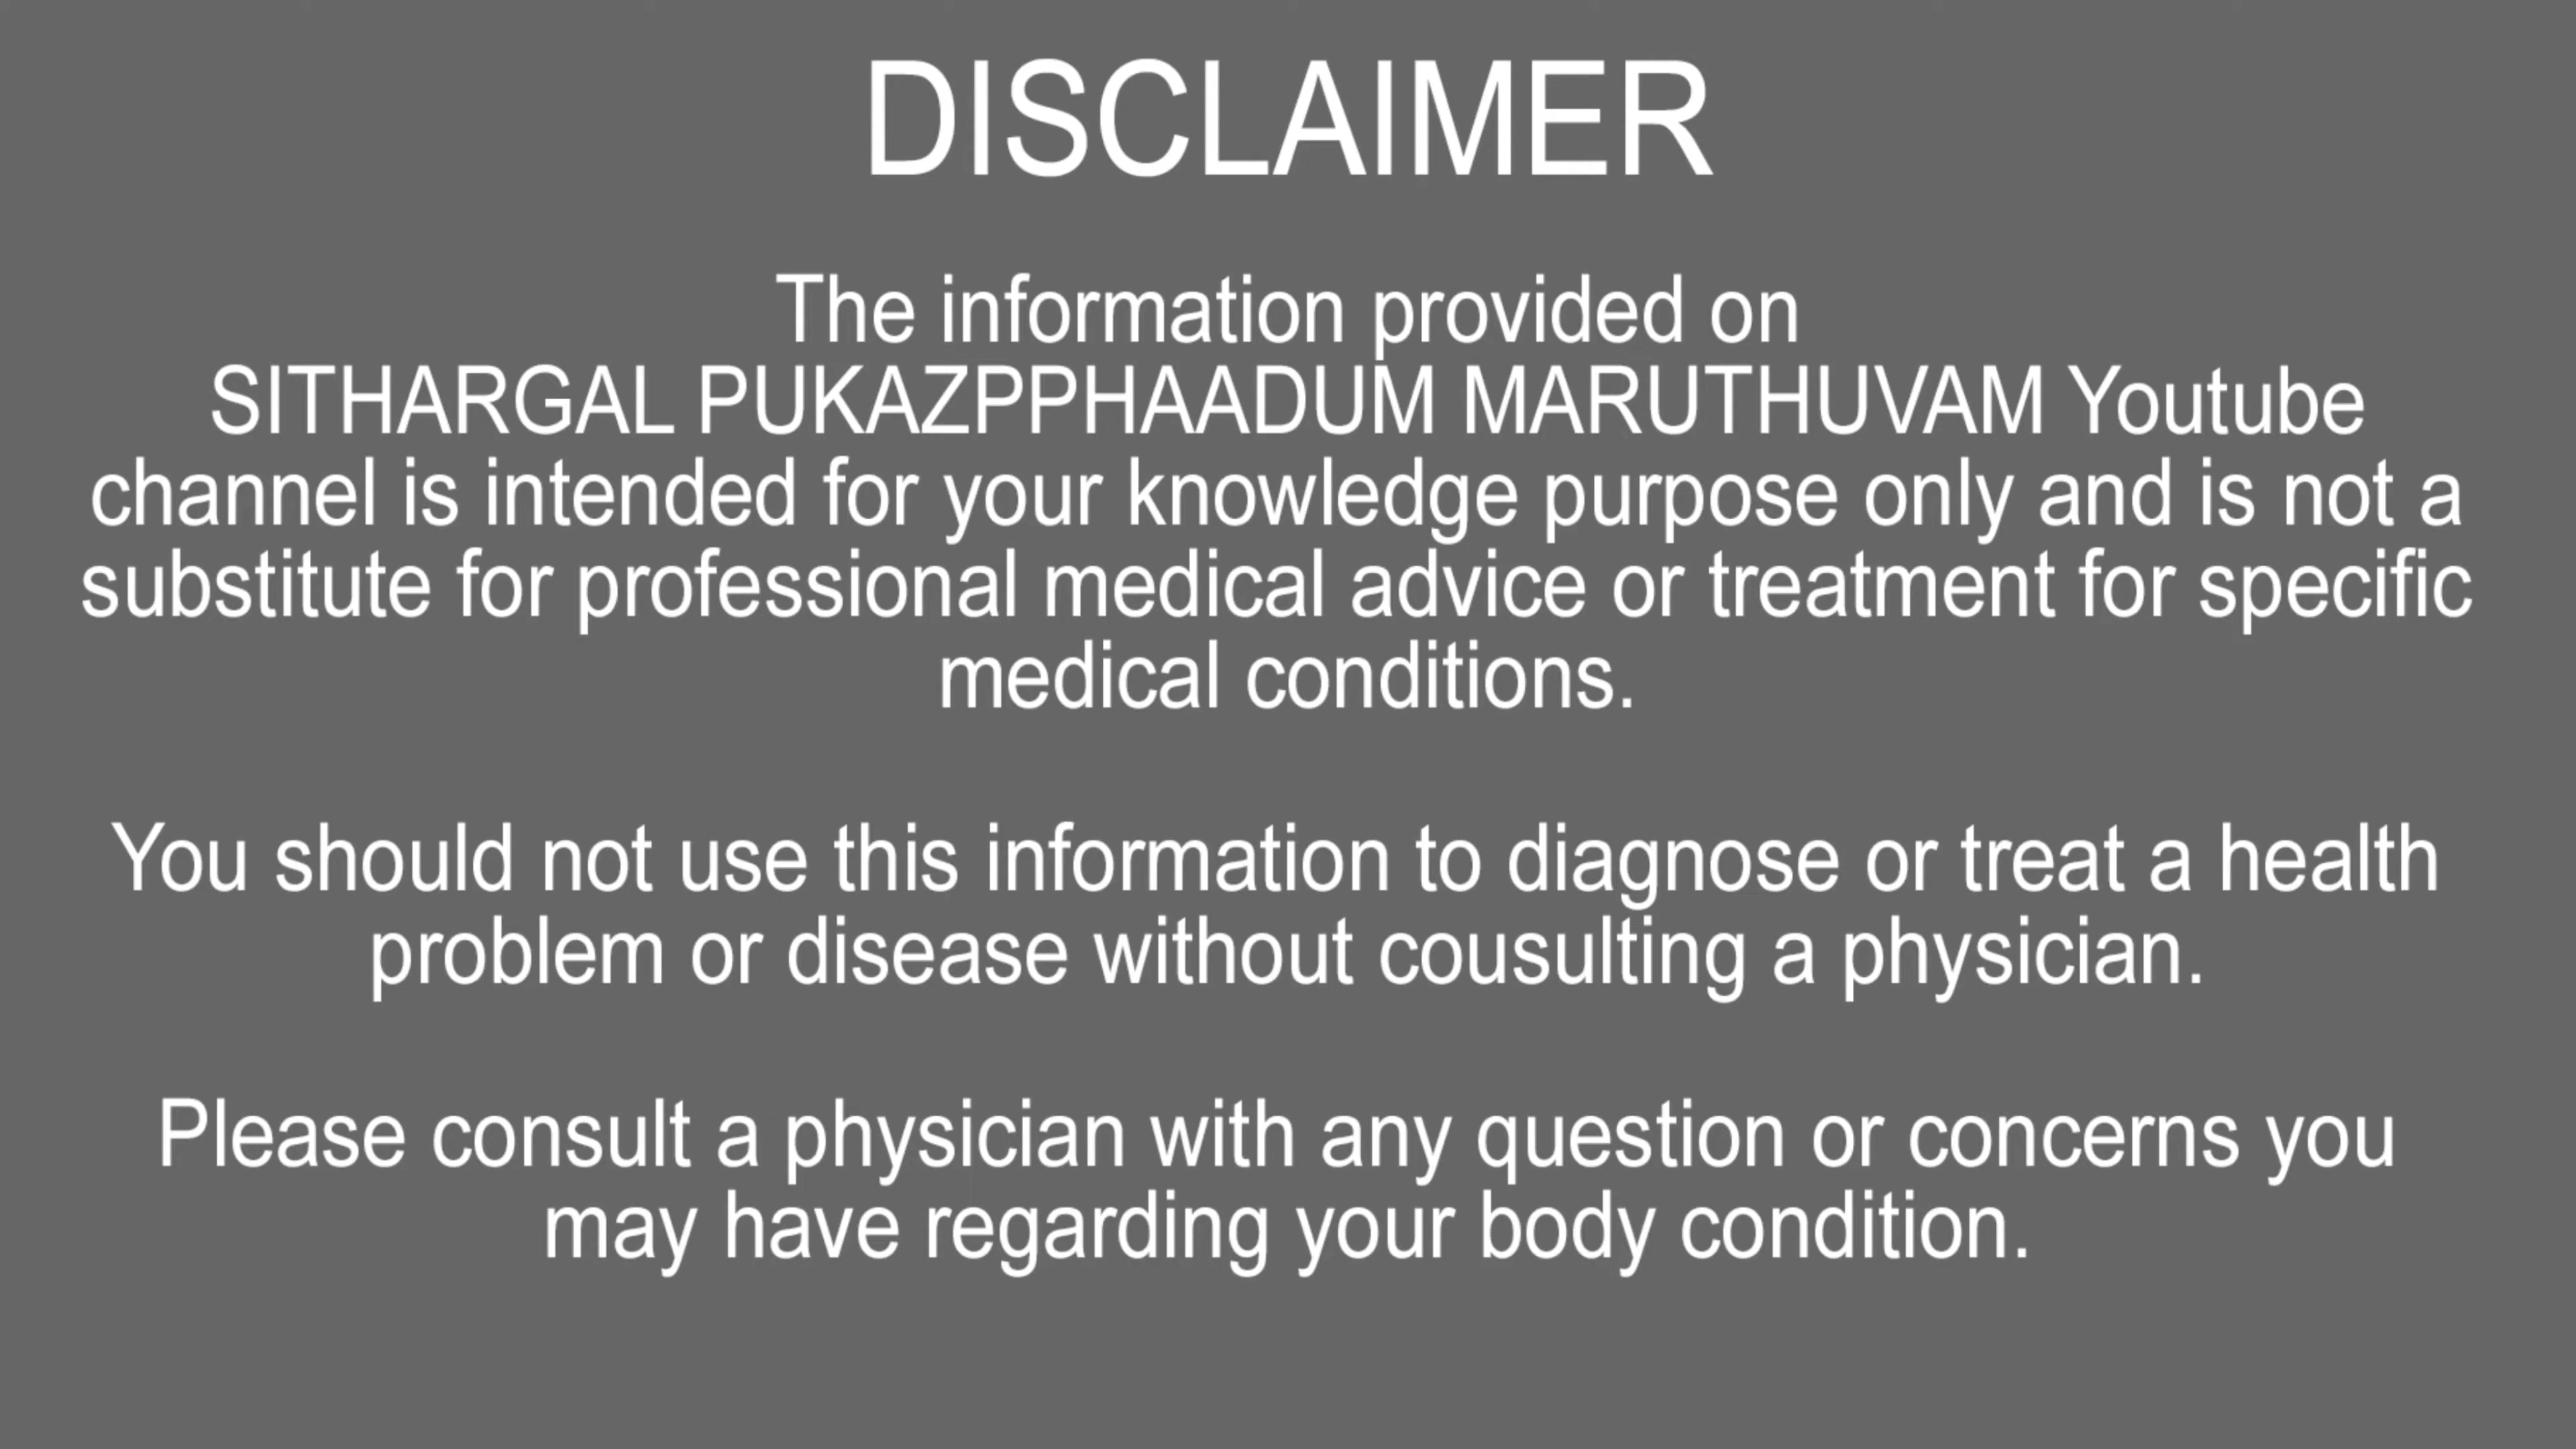 DISCLAIMER
The information provided on
SITHARGAL PUKAZPPHAADUM MARUTHUVAM Youtube
channel is intended for your knowledge purpose only and is not a
substitute for professional medical advice or treatment for specific
medical conditions.
You should not use this information to diagnose or treat a health
problem or disease without cousulting a physician.
Please consult a physician with any question or concerns you
may have regarding your body condition.